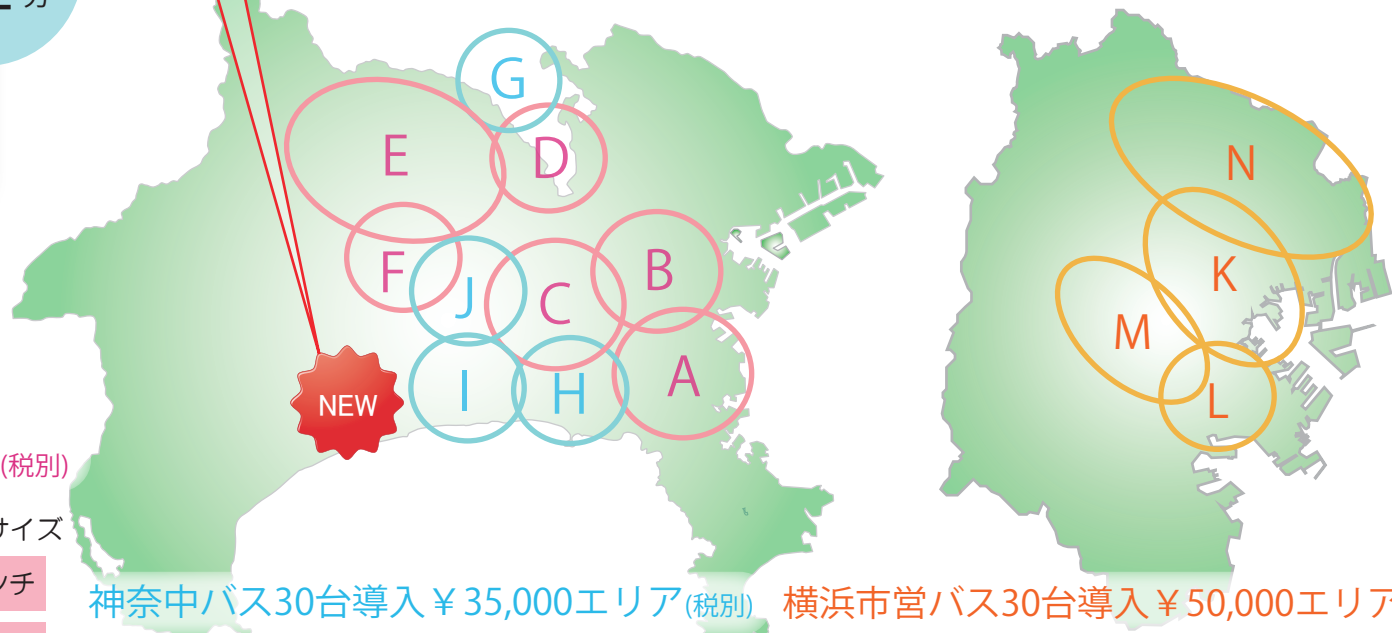 分
G
E
D
N
F
J
C
B
K
M
I
H
A
L
NEW
(税別)
サイズ
ンチ
神奈中バス30台導入￥35,000エリア(税別)
横浜市営バス30台導入￥50,000エリア